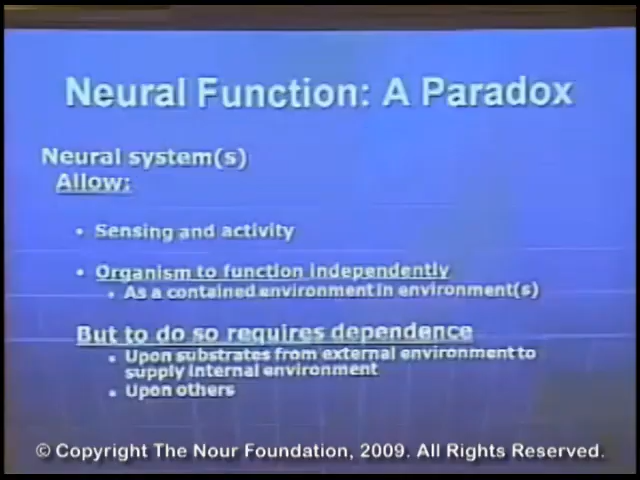 Neural Function: A Paradox
Neural system(s)
Allow:
• Sensing and activity
• Organism to function independently
• As a contained environment in environment(s)
But to do so requires dependence
• Upon substrates from external environment to
supply internal environment
• Upon others
© Copyright The Nour Foundation, 2009. All Rights Reserved.